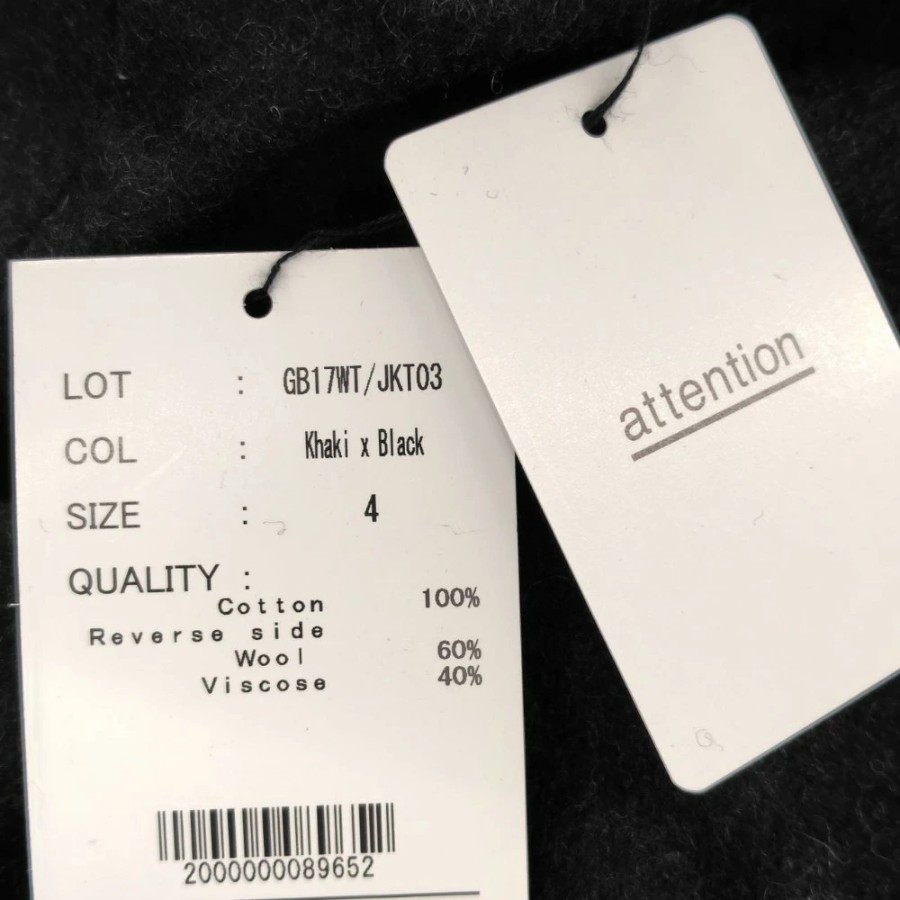 LOT : GB17WT/JKT03
COL : Khaki x Black
SIZE : 4
QUALITY :
Cotton 100%
Reverse side
Wool 60%
Viscose 40%
2000000089652
attention